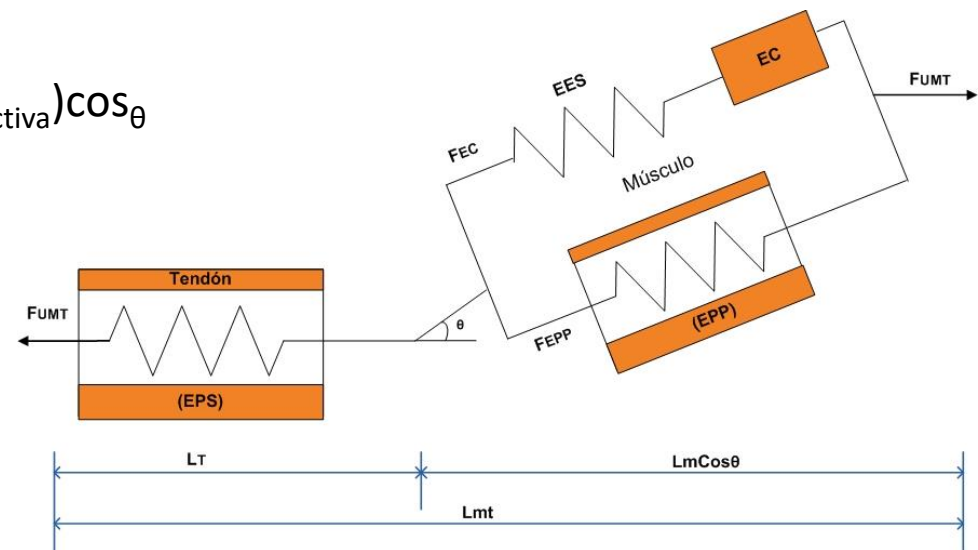 ctiva)cosθ
EC
FUMT
EES
FEC
Músculo
Tendón
FUMT
θ
(EPP)
FEPP
(EPS)
LT
LmCosθ
Lmt